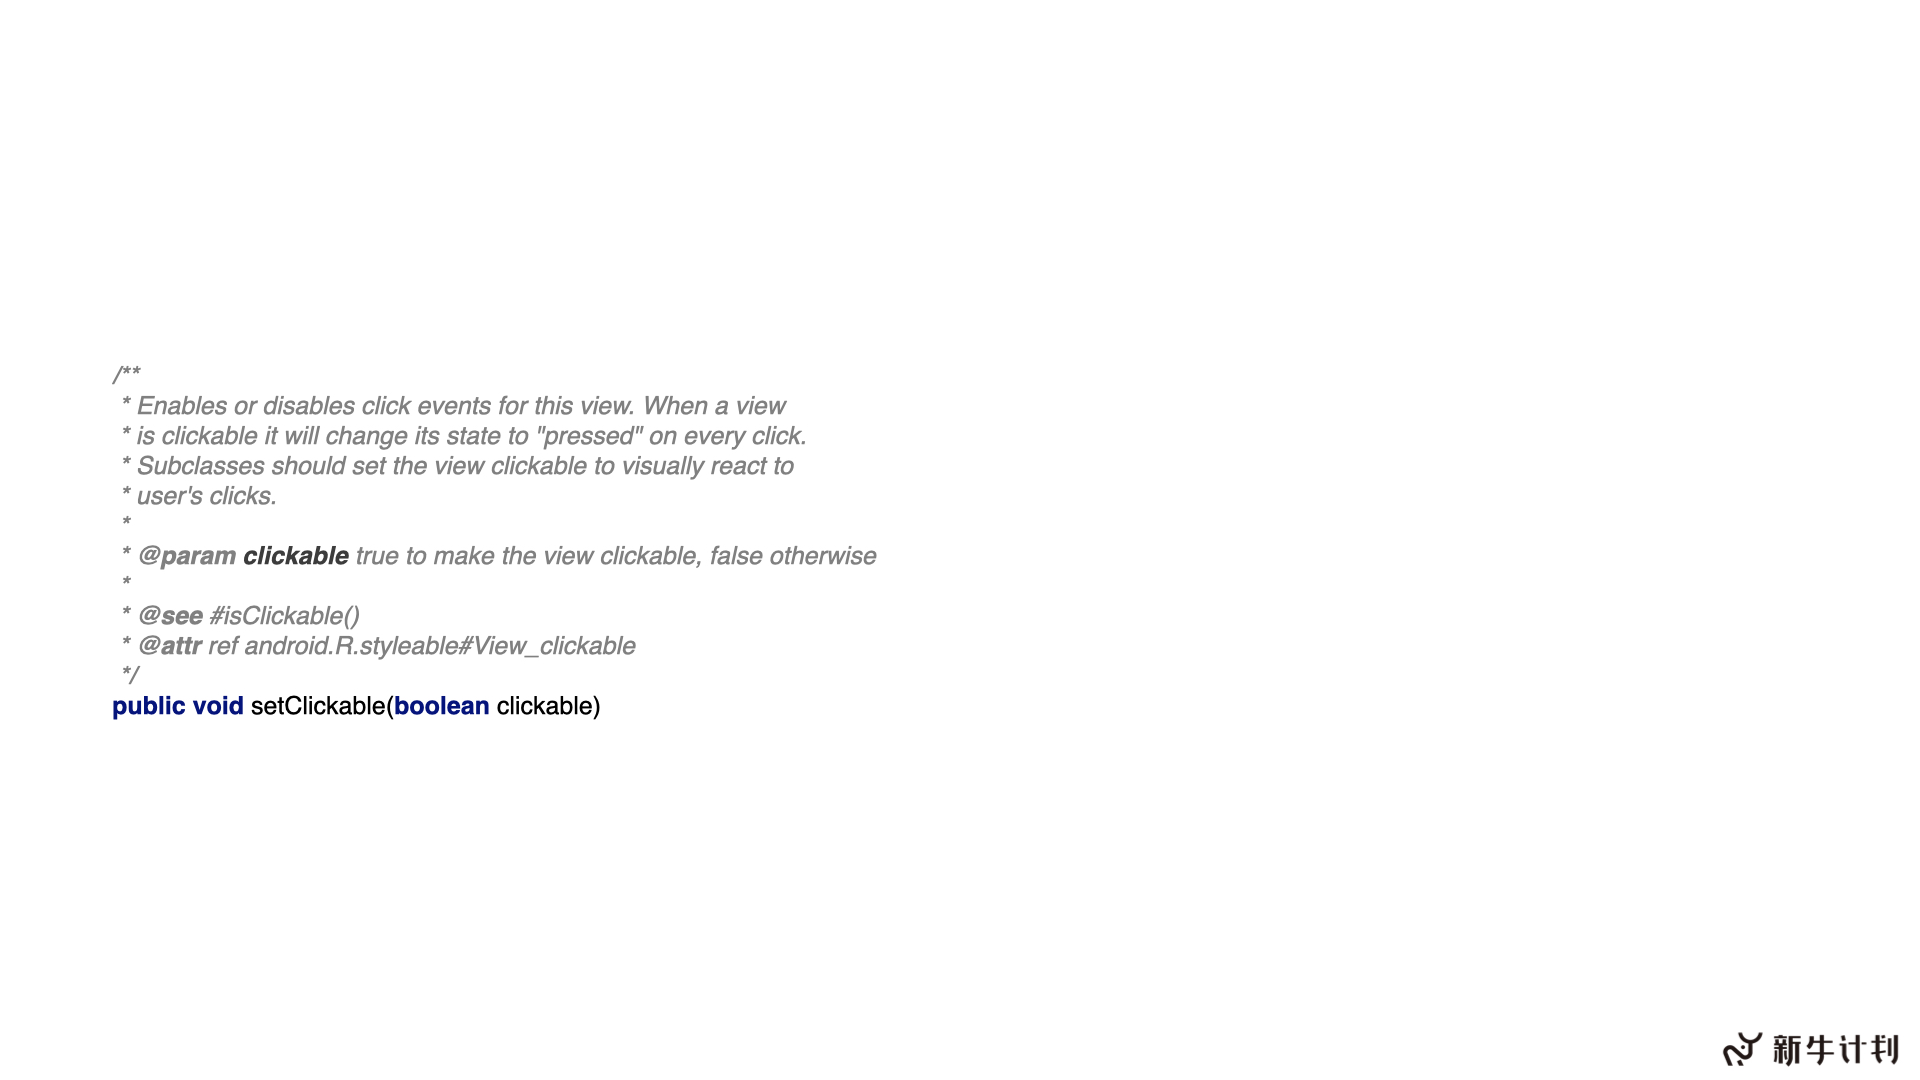 /**
* Enables or disables click events for this view. When a view
* is clickable it will change its state to "pressed" on every click.
* Subclasses should set the view clickable to visually react to
* user's clicks.
*
* @param clickable true to make the view clickable, false otherwise
*
* @see #isClickable()
* @attr ref android.R.styleable#View_clickable
*/
public void setClickable(boolean clickable)
新牛计划